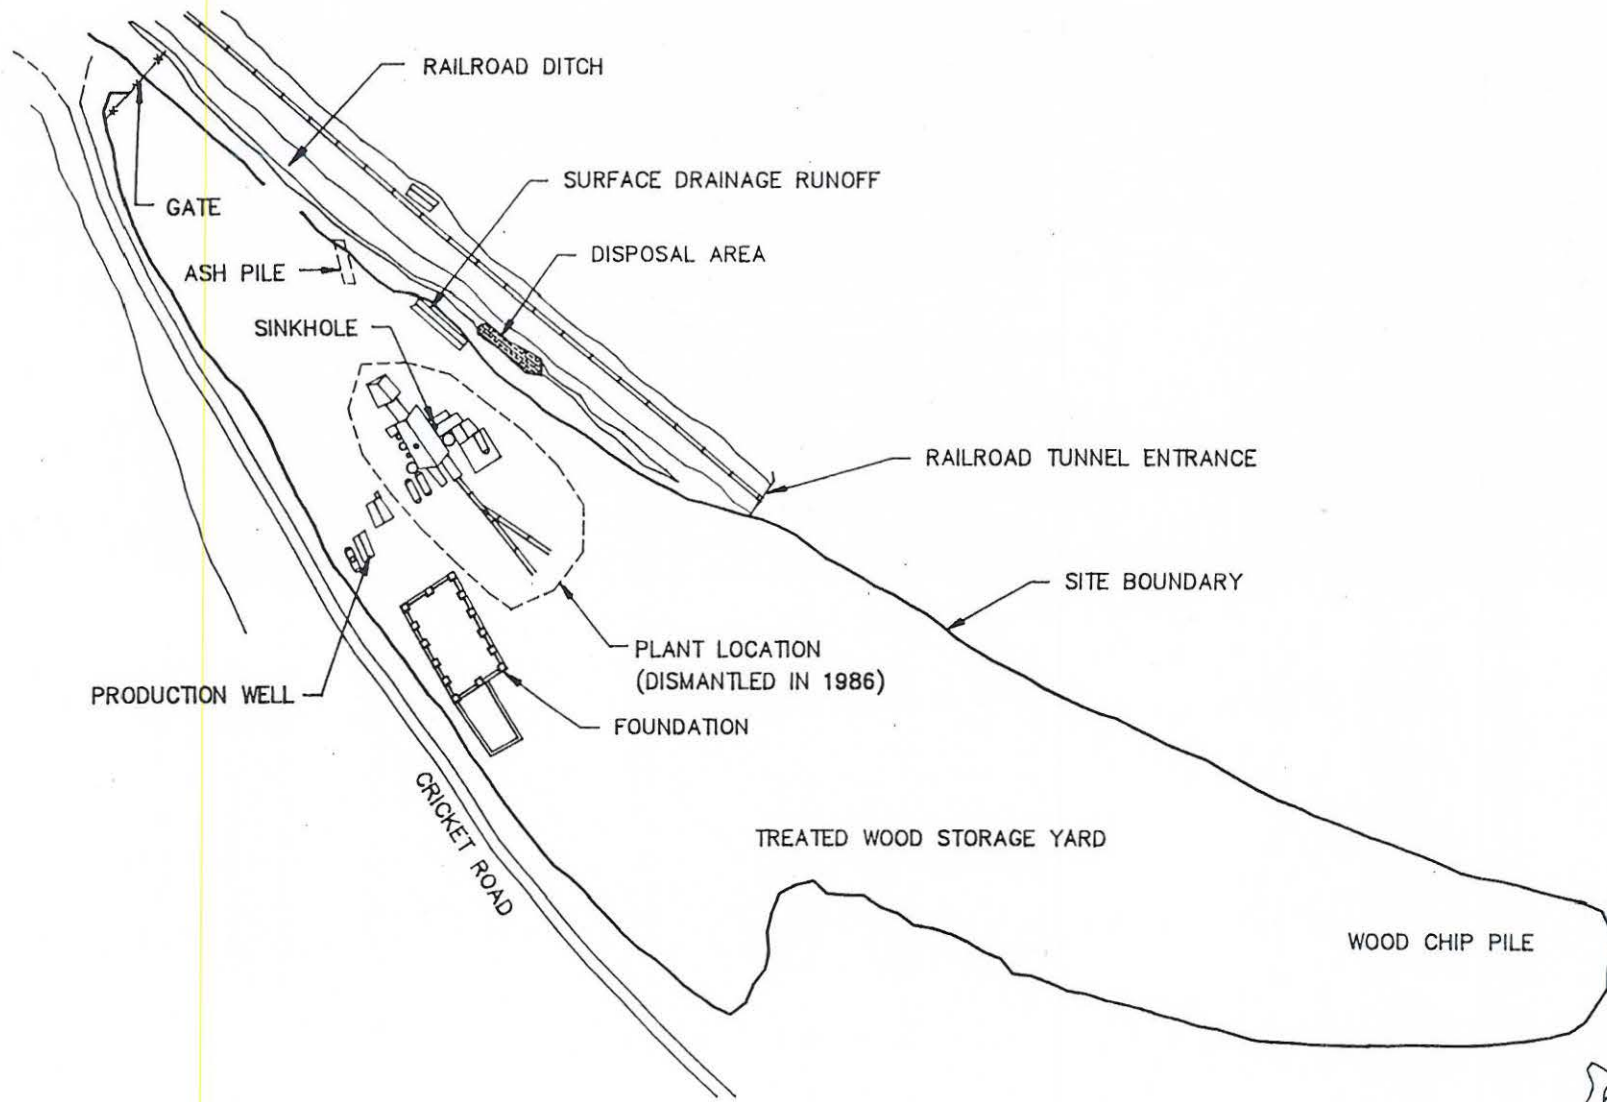 RAILROAD DITCH
SURFACE DRAINAGE RUNOFF
GATE
DISPOSAL AREA
ASH PILE
SINKHOLE
RAILROAD TUNNEL ENTRANCE
SITE BOUNDARY
PLANT LOCATION
(DISMANTLED IN 1986)
PRODUCTION WELL
FOUNDATION
CRICKET ROAD
TREATED WOOD STORAGE YARD
WOOD CHIP PILE